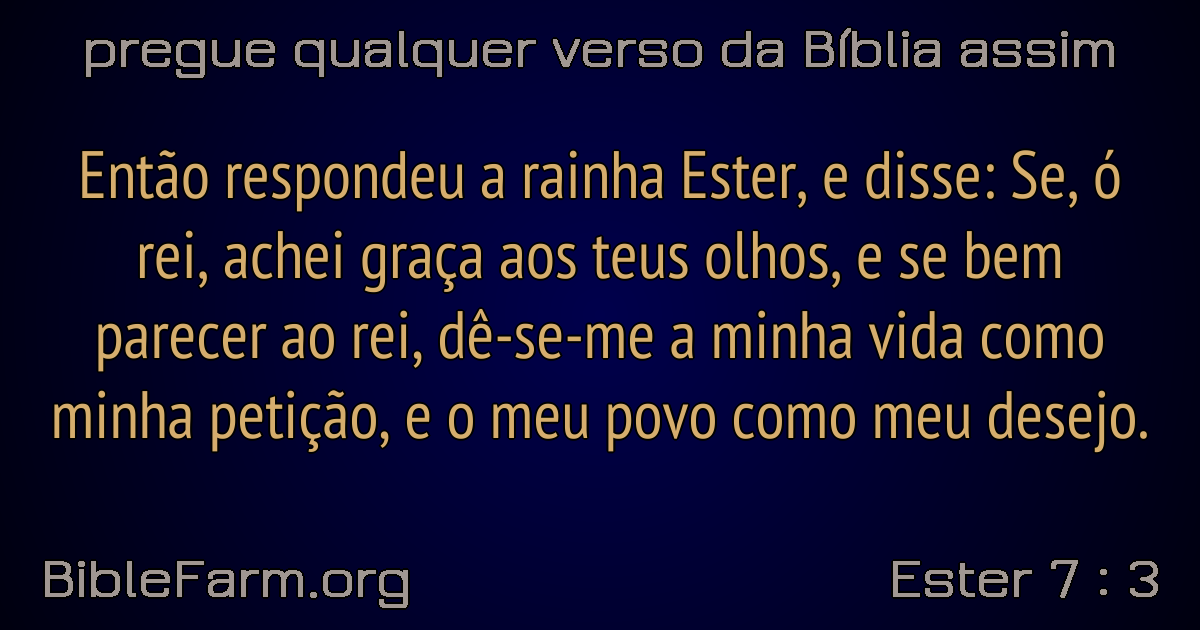 pregue qualquer verso da Bíblia assim
Então respondeu a rainha Ester, e disse: Se, ó
rei, achei graça aos teus olhos, e se bem
parecer ao rei, dê-se-me a minha vida como
minha petição, e o meu povo como meu desejo.
BibleFarm.org
Ester 7 : 3